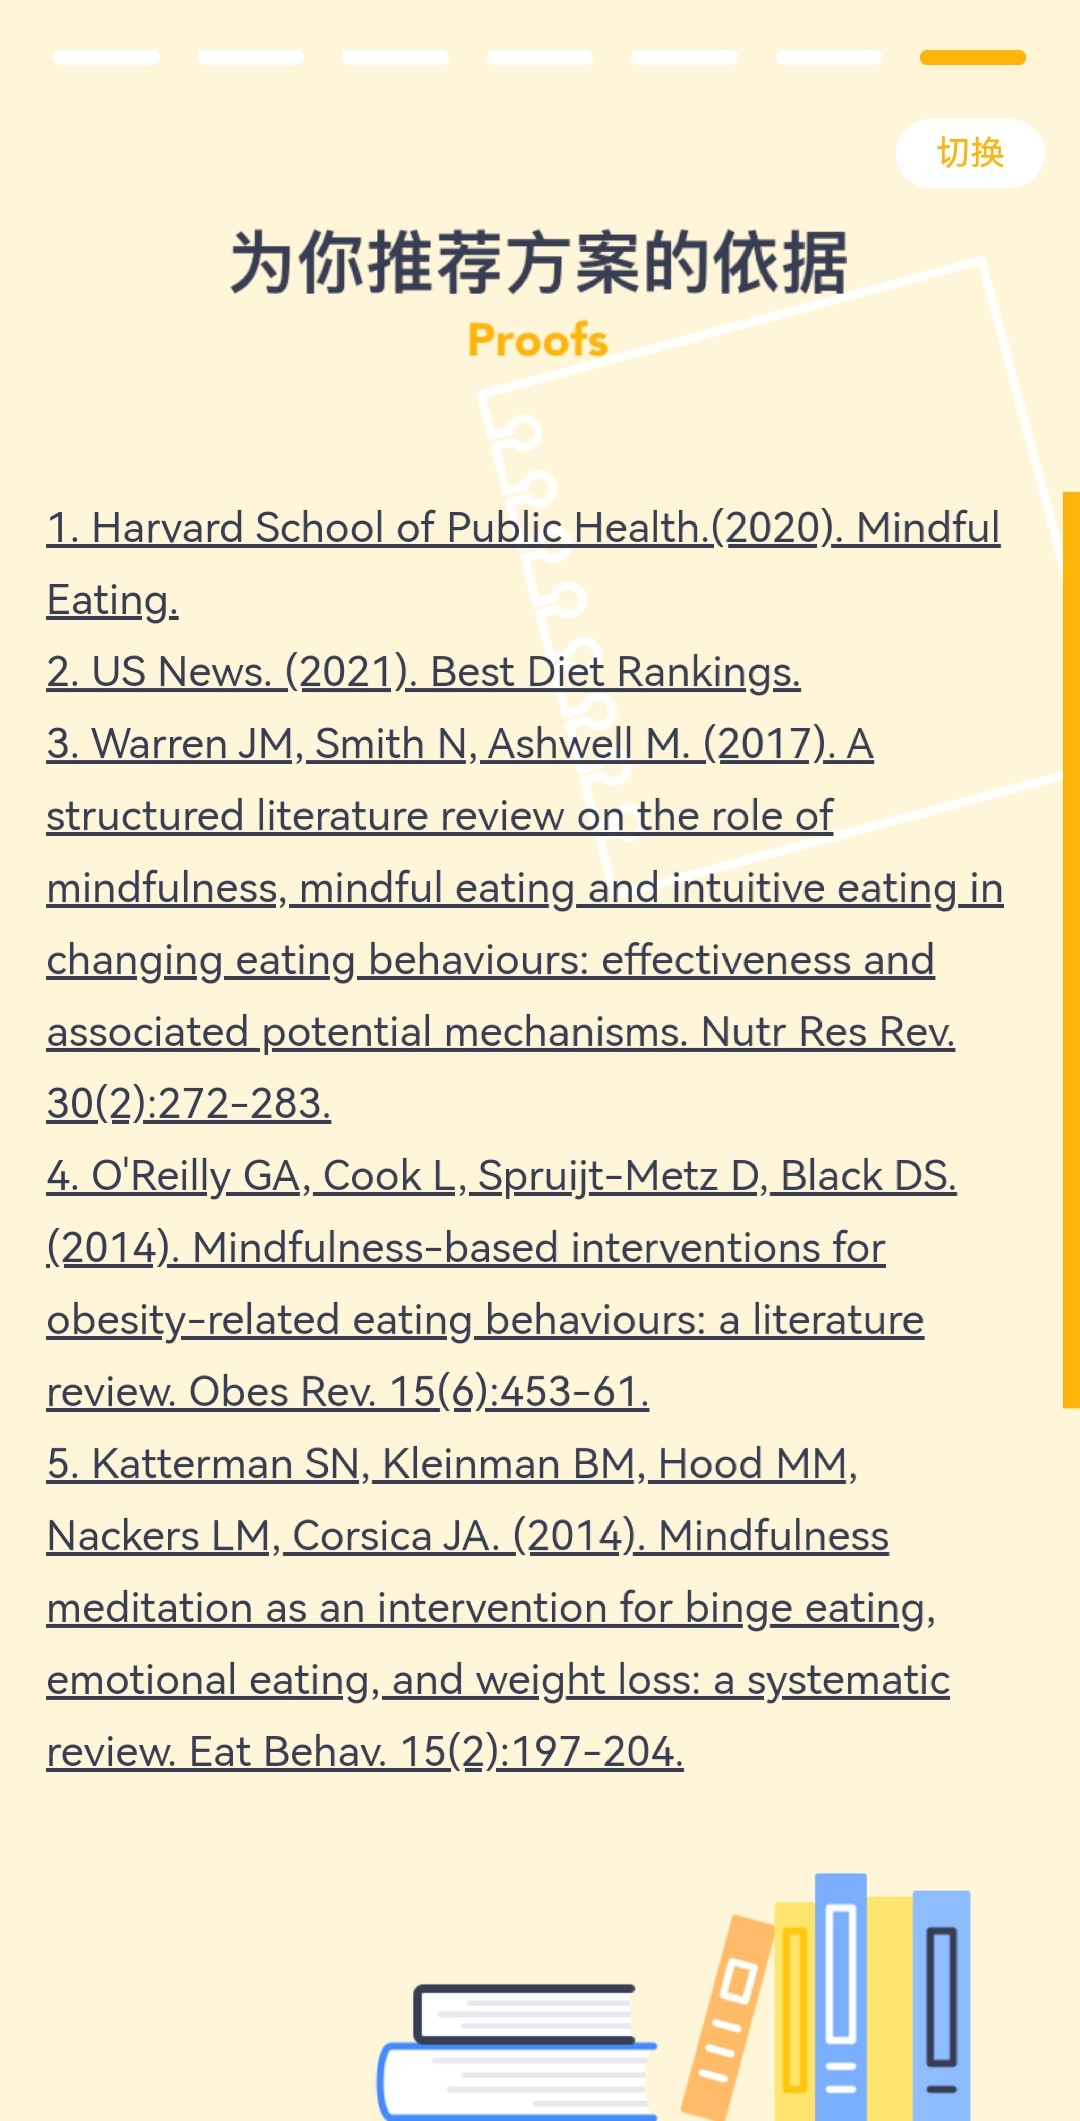 切换
为你推荐方案的依据
Proofs
1. Harvard School of Public Health.(2020). Mindful
Eating.
2. US News. (2021). Best Diet Rankings.
3. Warren JM, Smith N, Ashwell M. (2017). A
structured literature review on the role of
mindfulness, mindful eating and intuitive eating in
changing eating behaviours: effectiveness and
associated potential mechanisms. Nutr Res Rev.
30(2):272-283.
4. O'Reilly GA, Cook L, Spruijt-Metz D, Black DS.
(2014). Mindfulness-based interventions for
obesity-related eating behaviours: a literature
review. Obes Rev. 15(6):453-61.
5. Katterman SN, Kleinman BM, Hood MM,
Nackers LM, Corsica JA. (2014). Mindfulness
meditation as an intervention for binge eating,
emotional eating, and weight loss: a systematic
review. Eat Behav. 15(2):197-204.